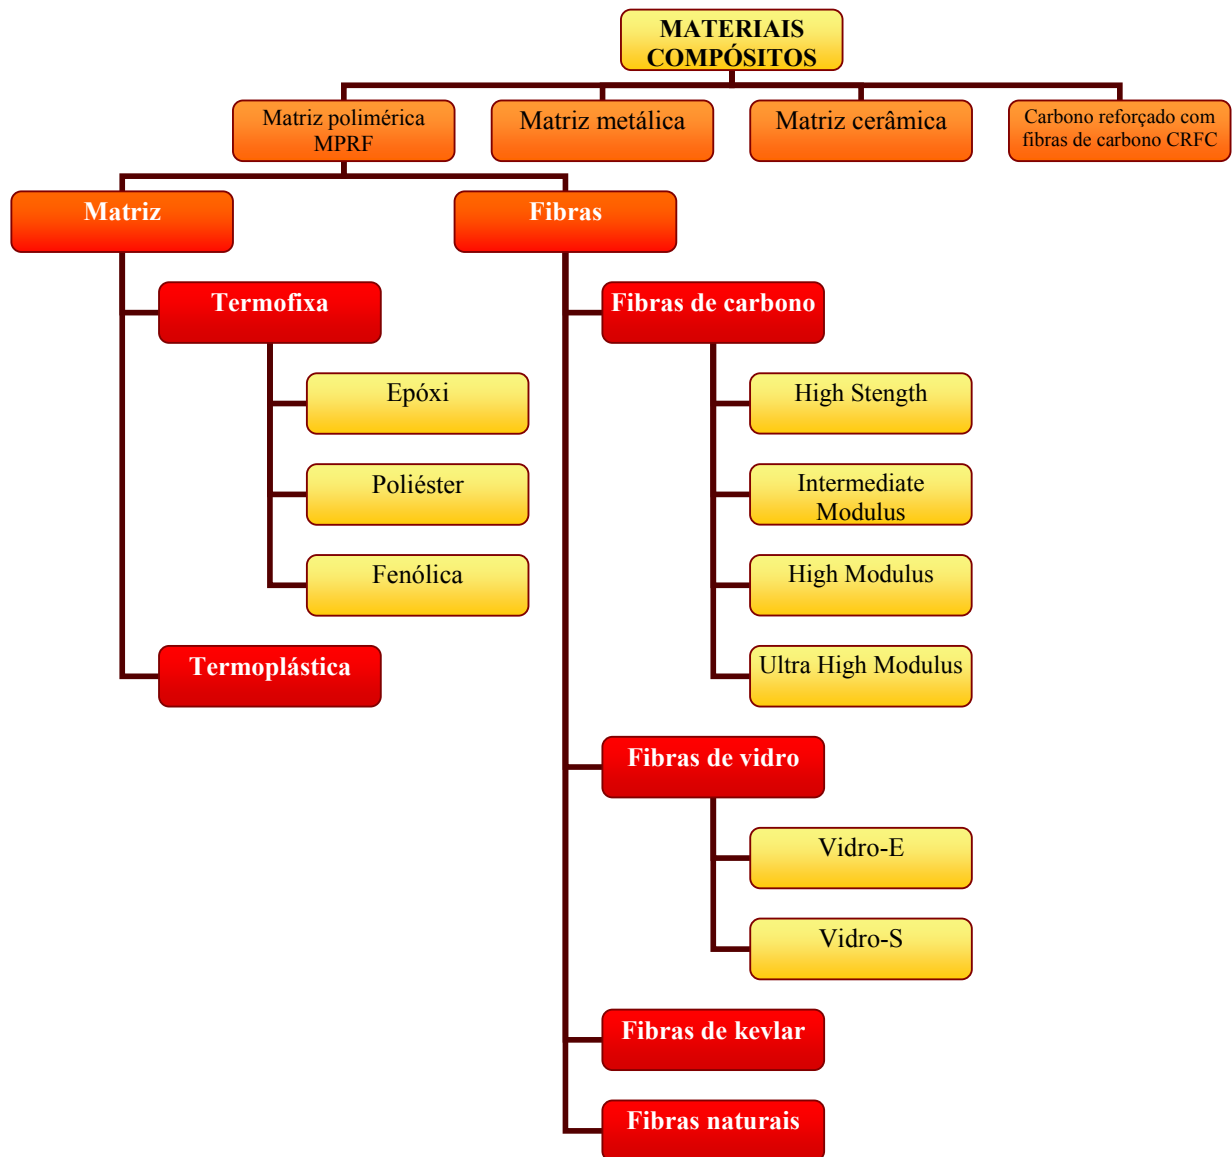 MATERIAIS
COMPÓSITOS
Matriz polimérica
MPRF
Matriz metálica
Matriz cerâmica
Carbono reforçado com
fibras de carbono CRFC
Matriz
Fibras
Termofixa
Fibras de carbono
Epóxi
High Stength
Poliéster
Intermediate
Modulus
Fenólica
High Modulus
Termoplástica
Ultra High Modulus
Fibras de vidro
Vidro-E
Vidro-S
Fibras de kevlar
Fibras naturais